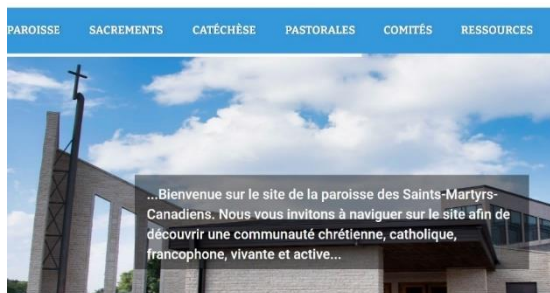 PAROISSE SACREMENTS CATÉCHÈSE PASTORALES COMITÉS RESSOURCES
...Bienvenue sur le site de la paroisse des Saints-Martyrs-
Canadiens. Nous vous invitons à naviguer sur le site afin de
découvrir une communauté chrétienne, catholique,
francophone, vivante et active...